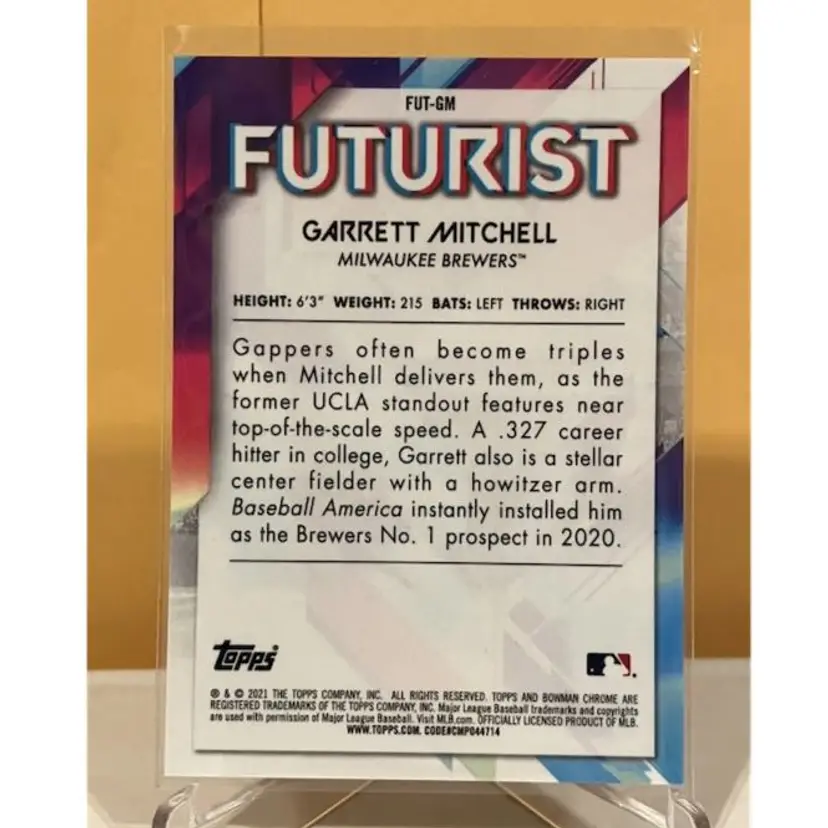 FUT-GM
FUTURIST
GARRETT MITCHELL
MILWAUKEE BREWERS™
HEIGHT: 6'3" WEIGHT: 215 BATS: LEFT THROWS: RIGHT
Gappers often become triples
when Mitchell delivers them, as the
former UCLA standout features near
top-of-the-scale speed. A .327 career
hitter in college, Garrett also is a stellar
center fielder with a howitzer arm.
Baseball America instantly installed him
as the Brewers No. 1 prospect in 2020.
topps
® & © 2021 THE TOPPS COMPANY, INC. ALL RIGHTS RESERVED. TOPPS AND BOWMAN CHROME ARE
REGISTERED TRADEMARKS OF THE TOPPS COMPANY, INC. Major League Baseball trademarks and copyrights
are used with permission of Major League Baseball. Visit MLB.com. OFFICIALLY LICENSED PRODUCT OF MLB.
WWW.TOPPS.COM. CODE#CMP044714